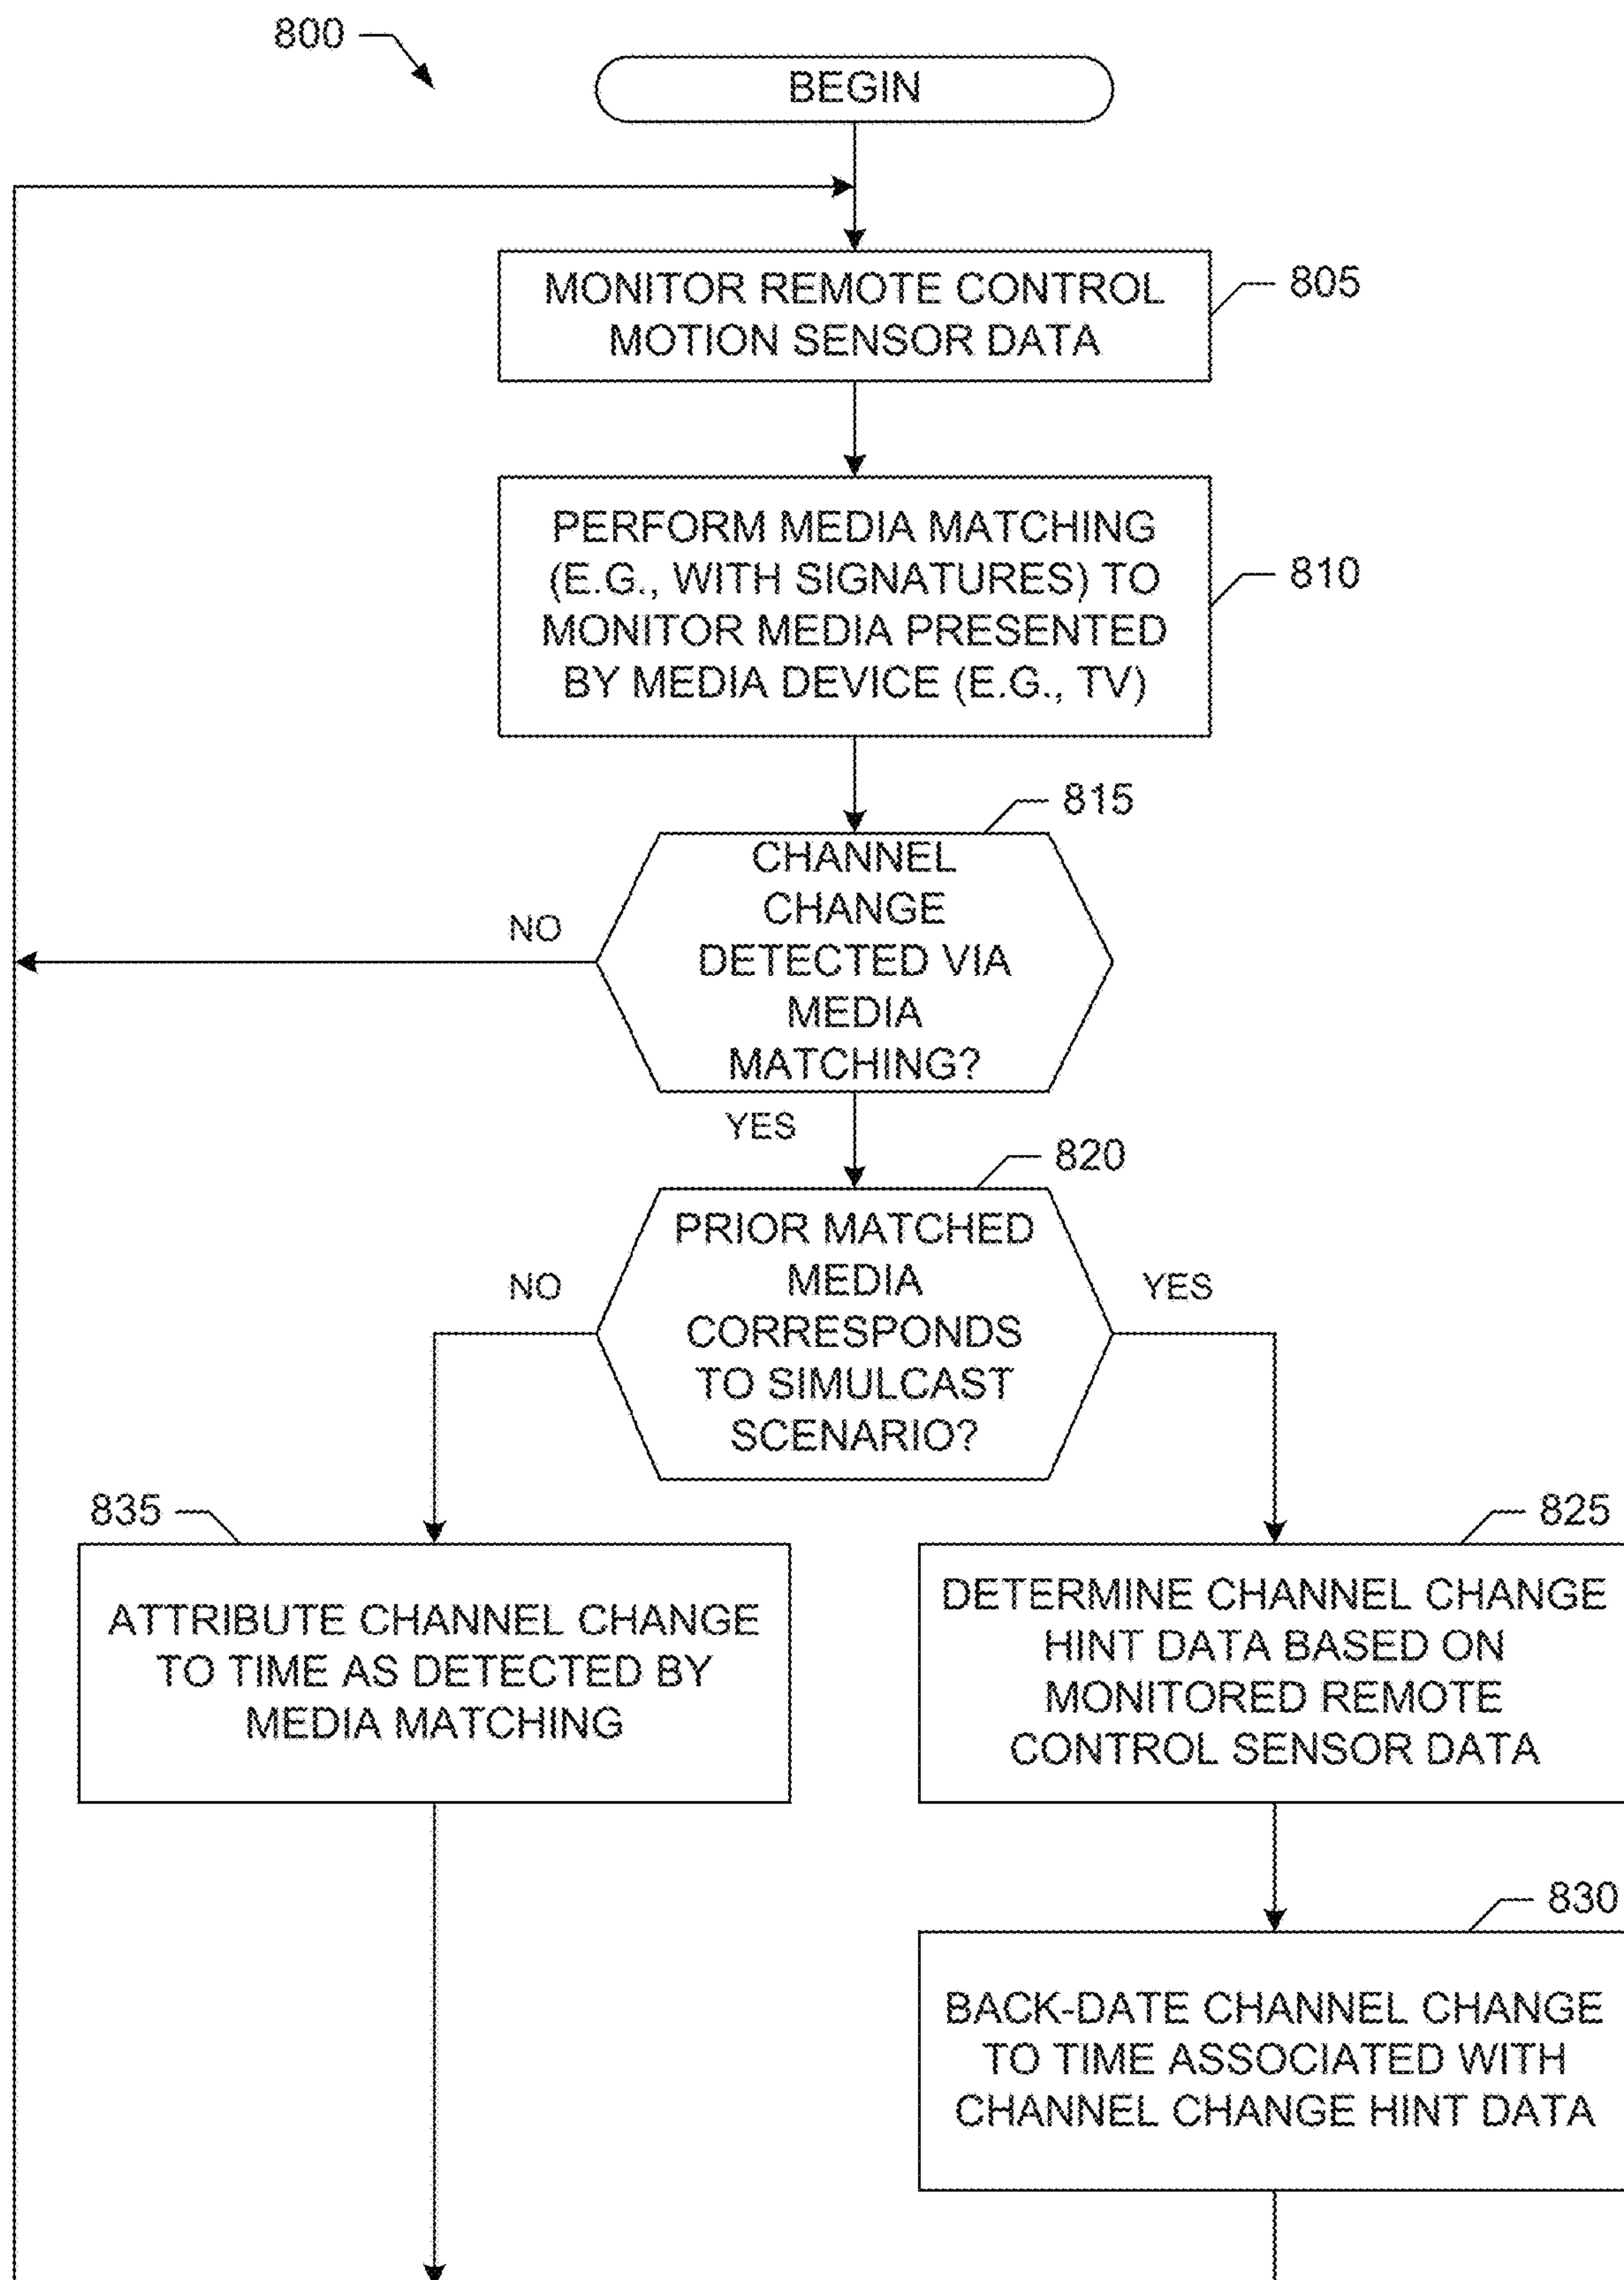 800
BEGIN
MONITOR REMOTE CONTROL
MOTION SENSOR DATA
805
PERFORM MEDIA MATCHING
(E.G., WITH SIGNATURES) TO
MONITOR MEDIA PRESENTED
BY MEDIA DEVICE (E.G., TV)
810
815
CHANNEL
CHANGE
DETECTED VIA
MEDIA
MATCHING?
NO
YES
820
PRIOR MATCHED
MEDIA
CORRESPONDS
TO SIMULCAST
SCENARIO?
NO
YES
835
ATTRIBUTE CHANNEL CHANGE
TO TIME AS DETECTED BY
MEDIA MATCHING
825
DETERMINE CHANNEL CHANGE
HINT DATA BASED ON
MONITORED REMOTE
CONTROL SENSOR DATA
830
BACK-DATE CHANNEL CHANGE
TO TIME ASSOCIATED WITH
CHANNEL CHANGE HINT DATA